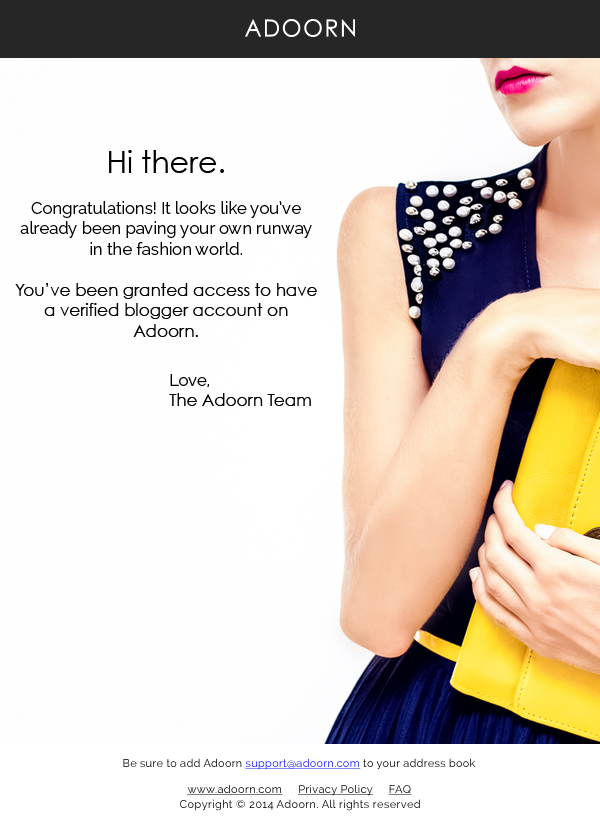 ADOORN
Hi there.
Congratulations! It looks like you've
already been paving your own runway
in the fashion world.
You've been granted access to have
a verified blogger account on
Adoorn.
Love,
The Adoorn Team
Be sure to add Adoorn support@adoorn.com to your address book
www.adoorn.com Privacy Policy FAQ
Copyright © 2014 Adoorn. All rights reserved